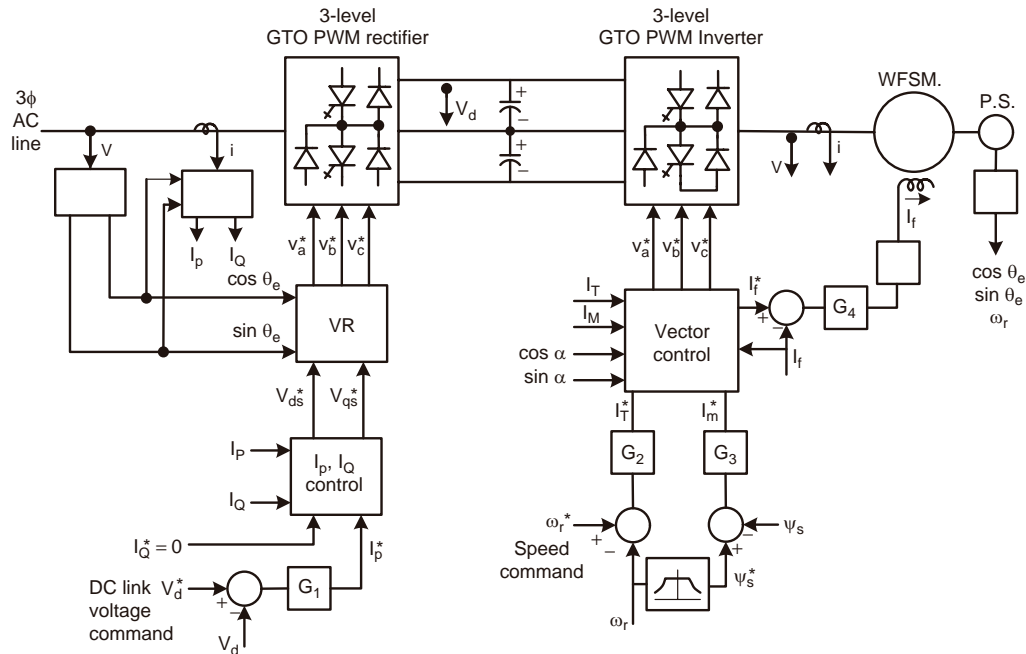 3-level
GTO PWM rectifier
3-level
GTO PWM Inverter
WFSM.
P.S.
3ϕ
AC
line
V
i
V_d
+
−
+
−
V
i
I_f
I_p
I_Q
v_a*
v_b*
v_c*
v_a*
v_b*
v_c*
cos θ_e
sin θ_e
ω_r
cos θ_e
sin θ_e
VR
I_T
I_M
cos α
sin α
Vector
control
I_f*
+
−
G_4
I_f
V_ds*
V_qs*
I_T*
I_m*
G_2
G_3
I_P
I_Q
I_p, I_Q
control
ω_r*
+
−
ψ_s
−
+
Speed
command
I_Q* = 0
I_p*
ψ_s*
ω_r
DC link
voltage
command
V_d*
+
−
G_1
V_d